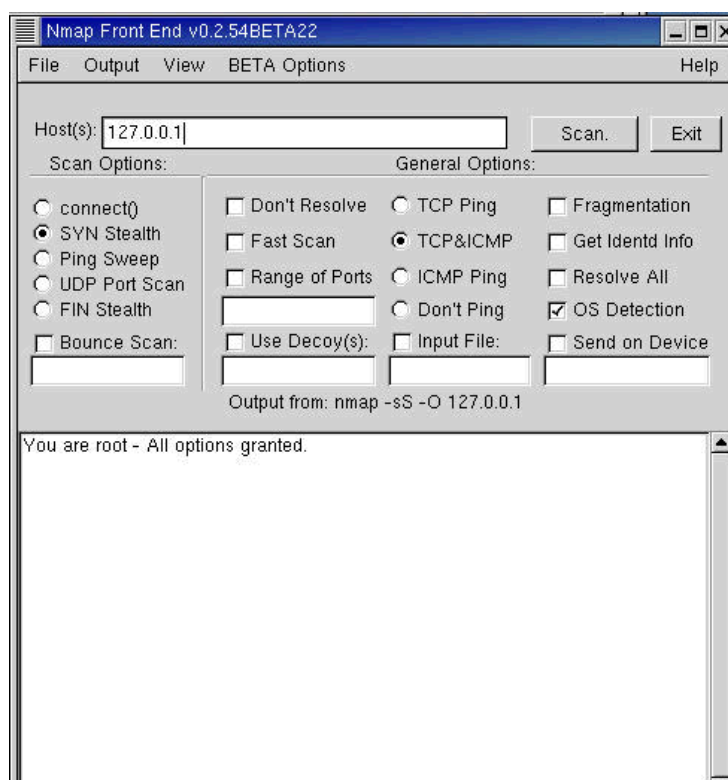 Nmap Front End v0.2.54BETA22
File Output View BETA Options Help
Host(s): 127.0.0.1 Scan. Exit
Scan Options: General Options:
connect() Don't Resolve TCP Ping Fragmentation
SYN Stealth Fast Scan TCP&ICMP Get Identd Info
Ping Sweep Range of Ports ICMP Ping Resolve All
UDP Port Scan
FIN Stealth Don't Ping OS Detection
Bounce Scan: Use Decoy(s): Input File: Send on Device
Output from: nmap -sS -O 127.0.0.1
You are root - All options granted.